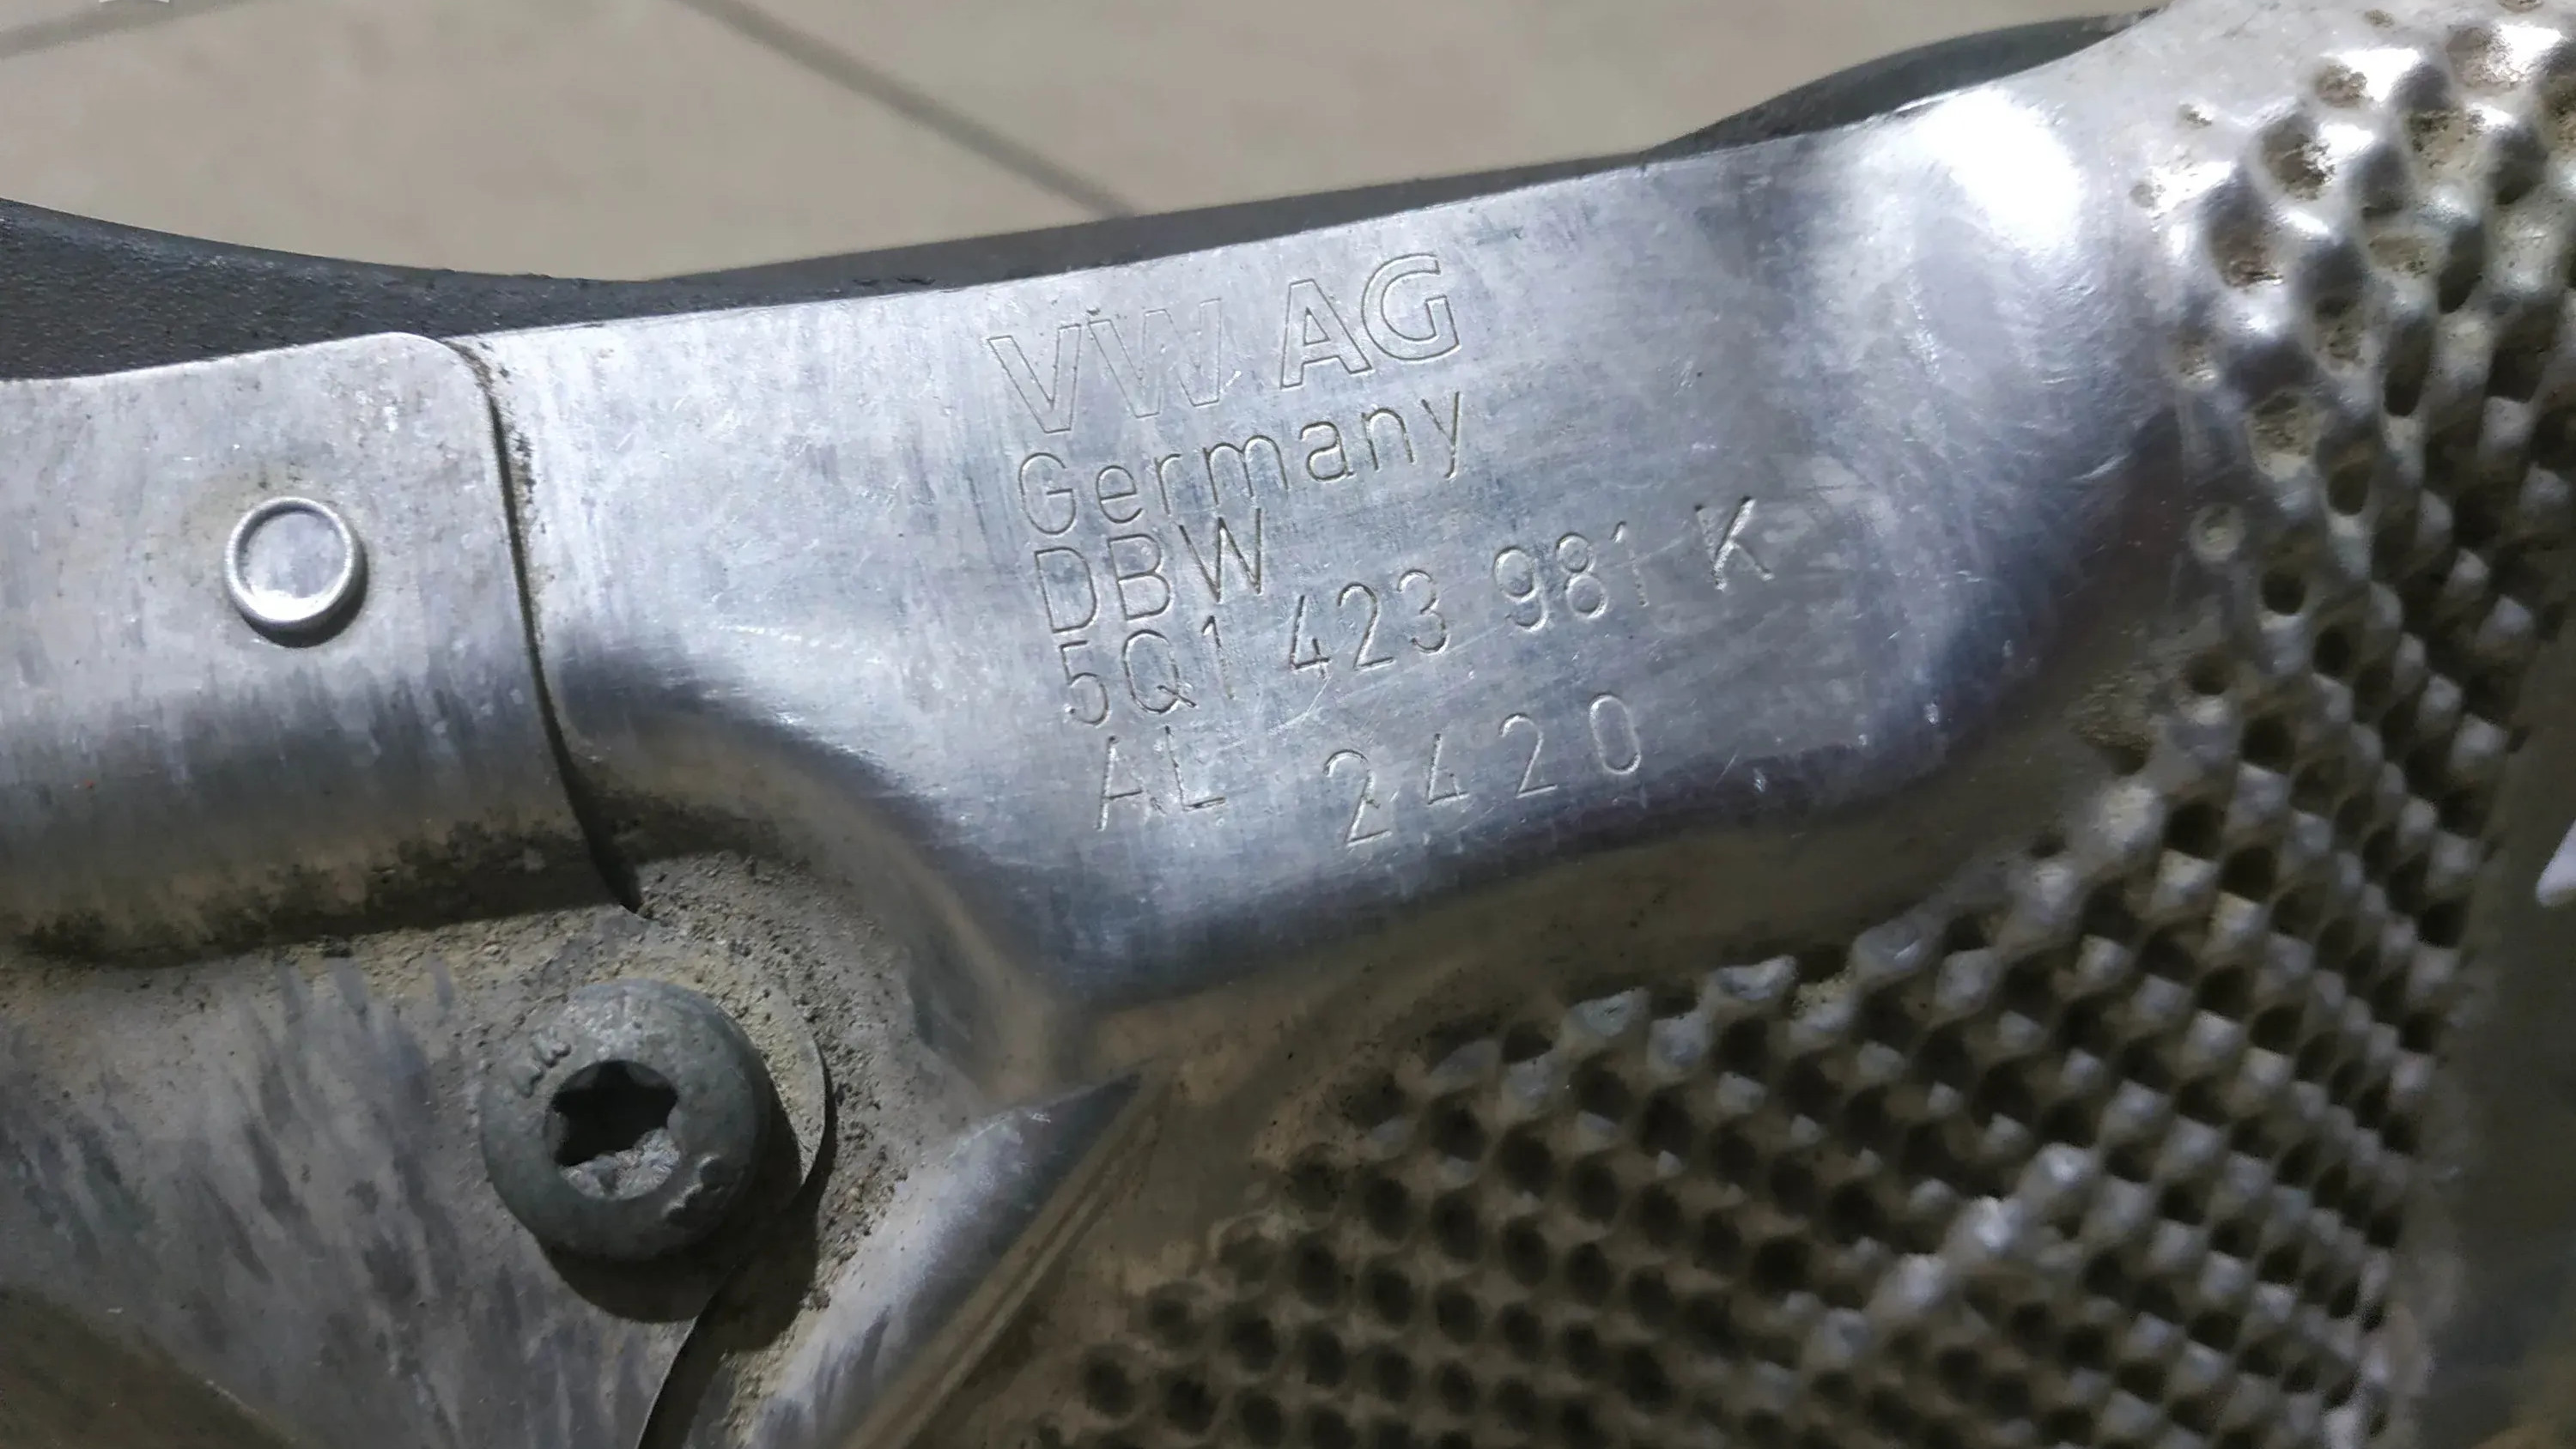 VW AG
Germany
DBW
5Q1 423 981 K
AL 2420